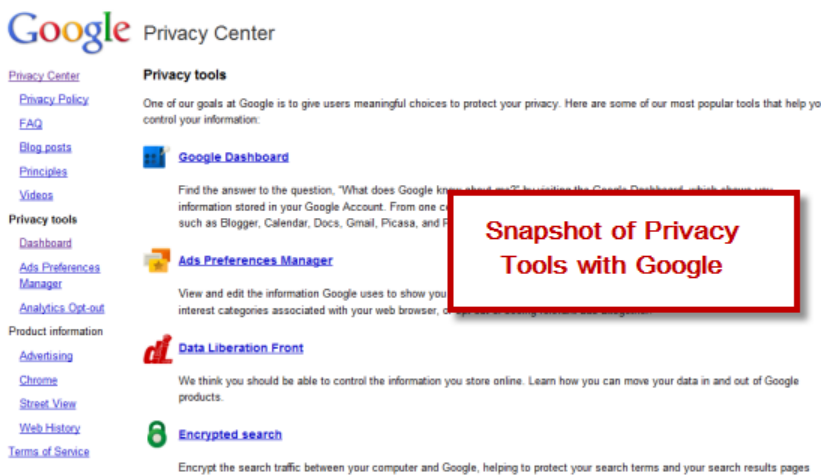 Google Privacy Center
Privacy Center
Privacy Policy
FAQ
Blog posts
Principles
Videos
Privacy tools
Dashboard
Ads Preferences
Manager
Analytics Opt-out
Product information
Advertising
Chrome
Street View
Web History
Terms of Service
Privacy tools
One of our goals at Google is to give users meaningful choices to protect your privacy. Here are some of our most popular tools that help yo
control your information:
Google Dashboard
Find the answer to the question, "What does Google know about me?" by visiting the Google Dashboard, which shows you
information stored in your Google Account. From one c
such as Blogger, Calendar, Docs, Gmail, Picasa, and
Ads Preferences Manager
View and edit the information Google uses to show you
interest categories associated with your web browser,
Data Liberation Front
We think you should be able to control the information you store online. Learn how you can move your data in and out of Google
products.
Encrypted search
Encrypt the search traffic between your computer and Google, helping to protect your search terms and your search results pages
Snapshot of Privacy
Tools with Google